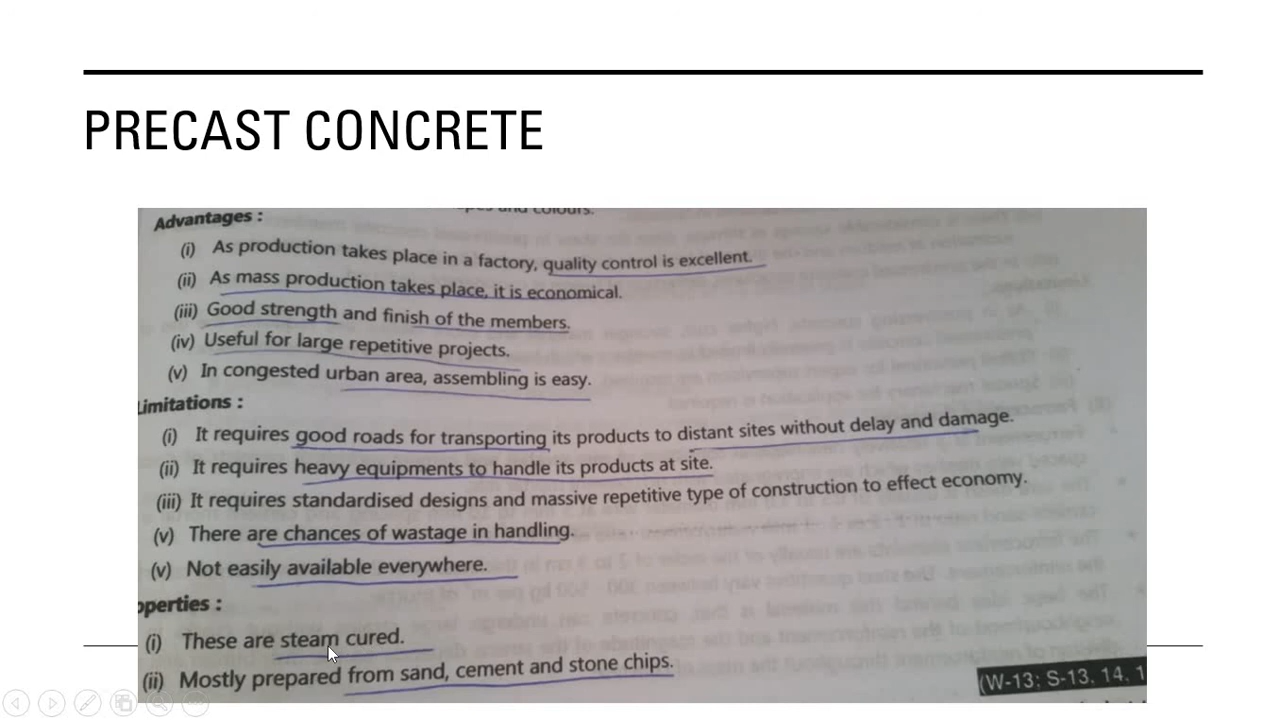 PRECAST CONCRETE
and colours.
Advantages :
(i) As production takes place in a factory, quality control is excellent.
(ii) As mass production takes place, it is economical.
(iii) Good strength and finish of the members.
(iv) Useful for large repetitive projects.
(v) In congested urban area, assembling is easy.
Limitations :
(i) It requires good roads for transporting its products to distant sites without delay and damage.
(ii) It requires heavy equipments to handle its products at site.
(iii) It requires standardised designs and massive repetitive type of construction to effect economy.
(v) There are chances of wastage in handling.
(v) Not easily available everywhere.
operties :
(i) These are steam cured.
(ii) Mostly prepared from sand, cement and stone chips.
(W-13; S-13, 14, 1